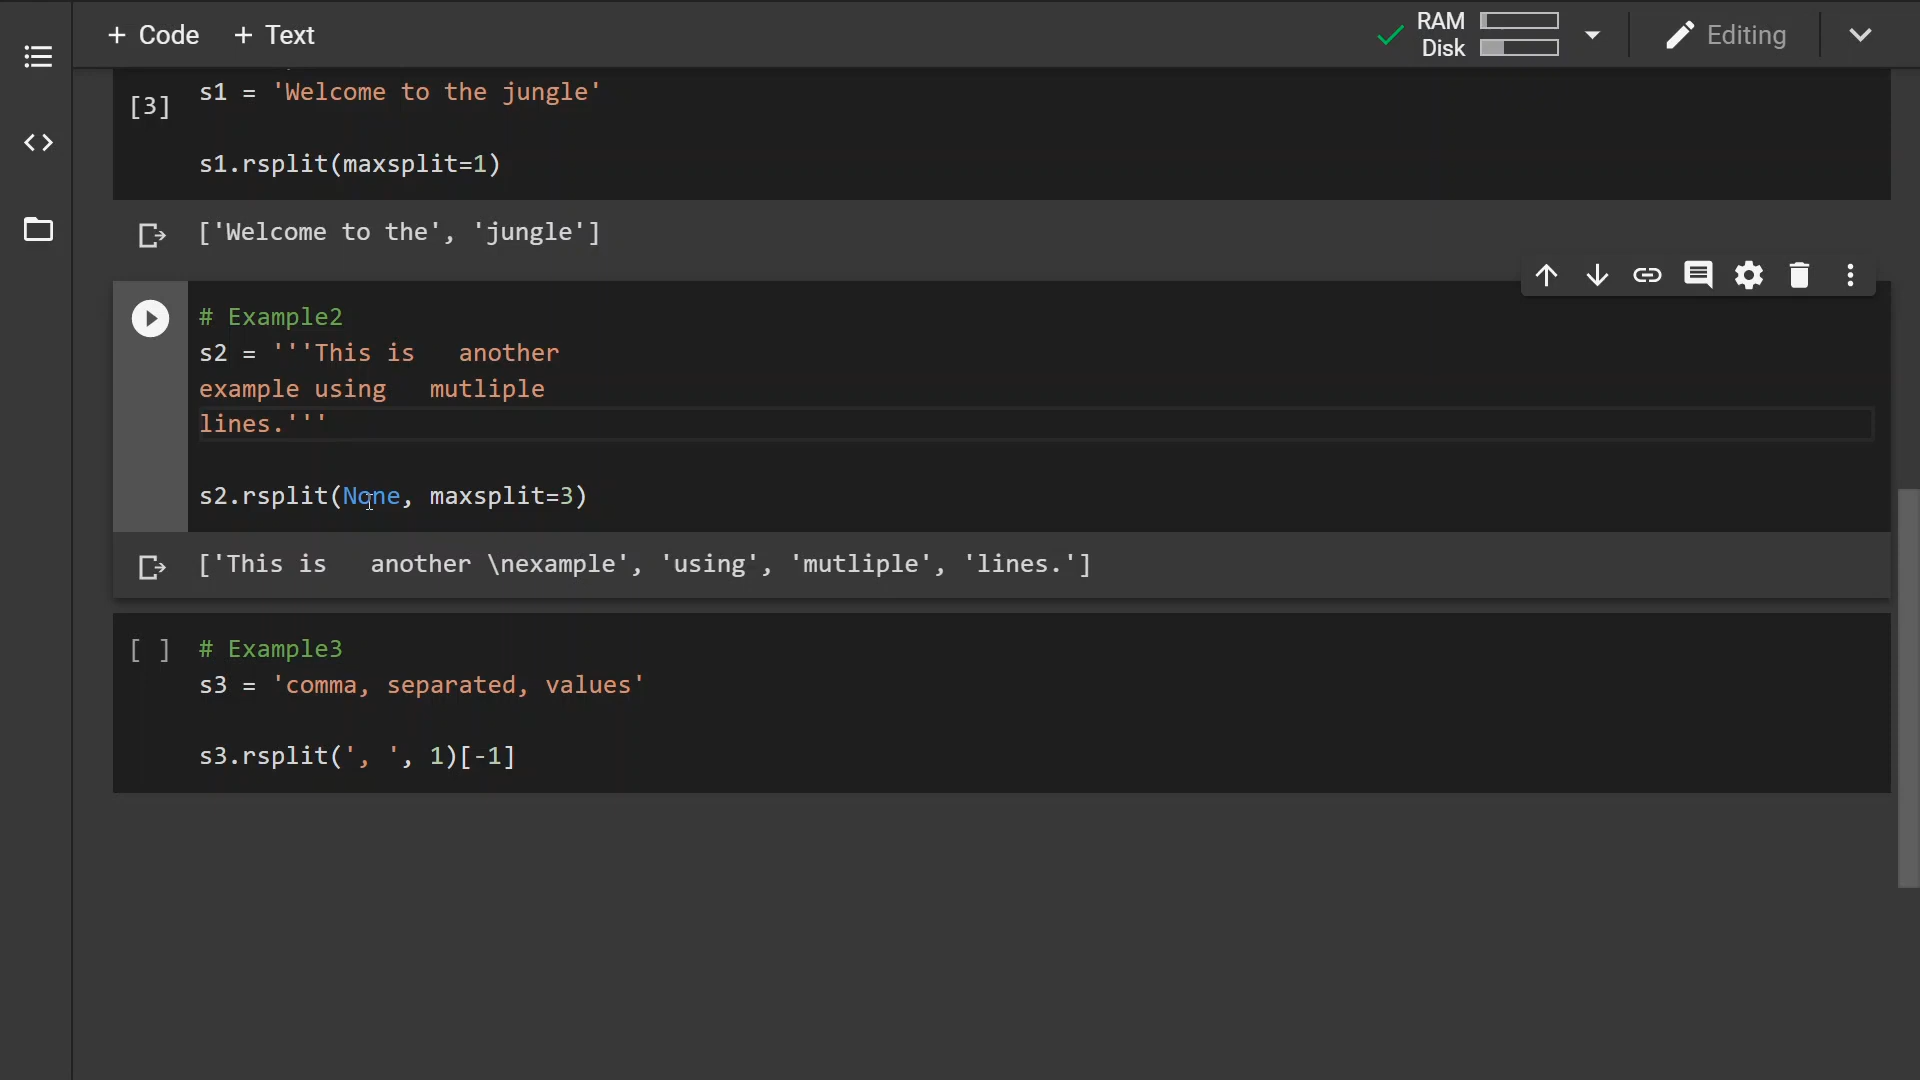 + Code + Text
RAM
Disk
Editing
[3]
s1 = 'Welcome to the jungle'
s1.rsplit(maxsplit=1)
['Welcome to the', 'jungle']
# Example2
s2 = '''This is   another
example using   mutliple
lines.'''
s2.rsplit(None, maxsplit=3)
['This is   another \nexample', 'using', 'mutliple', 'lines.']
[ ]
# Example3
s3 = 'comma, separated, values'
s3.rsplit(', ', 1)[-1]